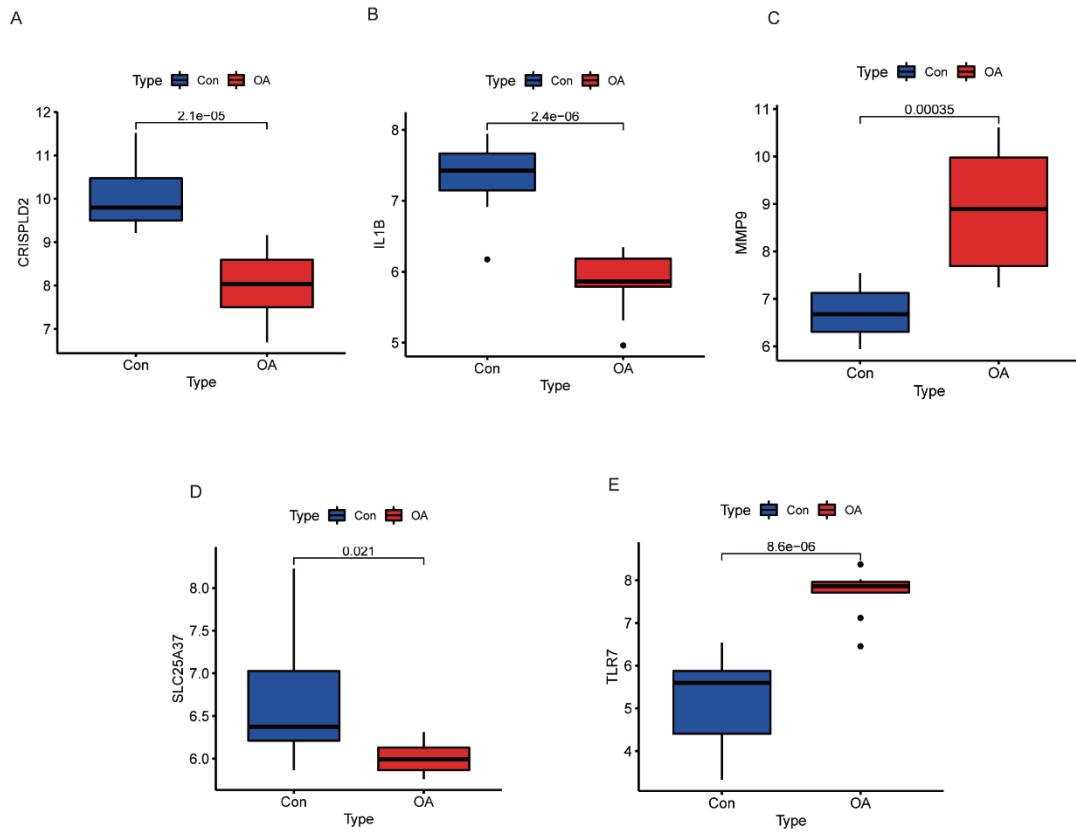 A
Type Con OA
2.1e−05
12
11
10
9
8
7
CRISPLD2
Con OA
Type
B
Type Con OA
2.4e−06
8
7
6
5
IL1B
Con OA
Type
C
Type Con OA
0.00035
11
10
9
8
7
6
MMP9
Con OA
Type
D
Type Con OA
0.021
8.0
7.5
7.0
6.5
6.0
SLC25A37
Con OA
Type
E
Type Con OA
8.6e−06
8
7
6
5
4
TLR7
Con OA
Type